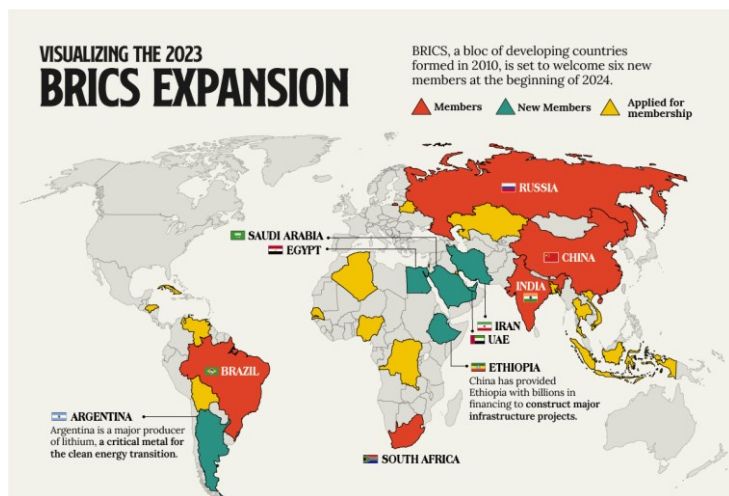 VISUALIZING THE 2023
BRICS EXPANSION
BRICS, a bloc of developing countries
formed in 2010, is set to welcome six new
members at the beginning of 2024.
Members
New Members
Applied for
membership
RUSSIA
SAUDI ARABIA
EGYPT
CHINA
INDIA
IRAN
UAE
BRAZIL
ETHIOPIA
China has provided
Ethiopia with billions in
financing to construct major
infrastructure projects.
ARGENTINA
Argentina is a major producer
of lithium, a critical metal for
the clean energy transition.
SOUTH AFRICA